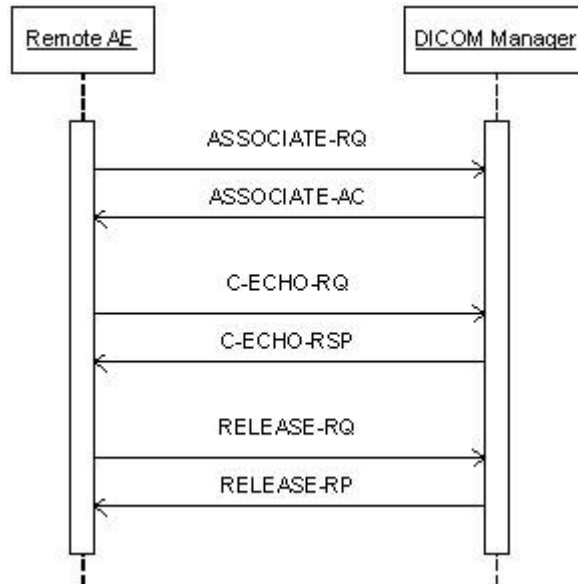 Remote AE
DICOM Manager
ASSOCIATE-RQ
ASSOCIATE-AC
C-ECHO-RQ
C-ECHO-RSP
RELEASE-RQ
RELEASE-RP